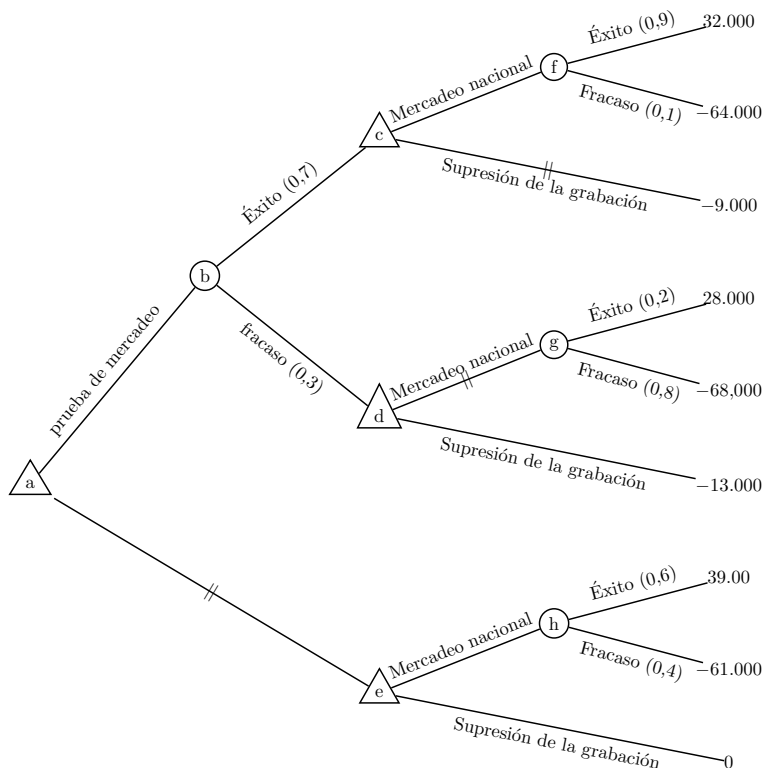 Éxito (0,9)
32.000
f
Mercadeo nacional
Fracaso (0,1)
−64.000
c
Supresión de la grabación
−9.000
Éxito (0,7)
b
prueba de mercadeo
fracaso (0,3)
Éxito (0,2)
28.000
g
Mercadeo nacional
Fracaso (0,8)
−68,000
d
Supresión de la grabación
−13.000
a
Éxito (0,6)
39.00
h
Mercadeo nacional
Fracaso (0,4)
−61.000
e
Supresión de la grabación
0